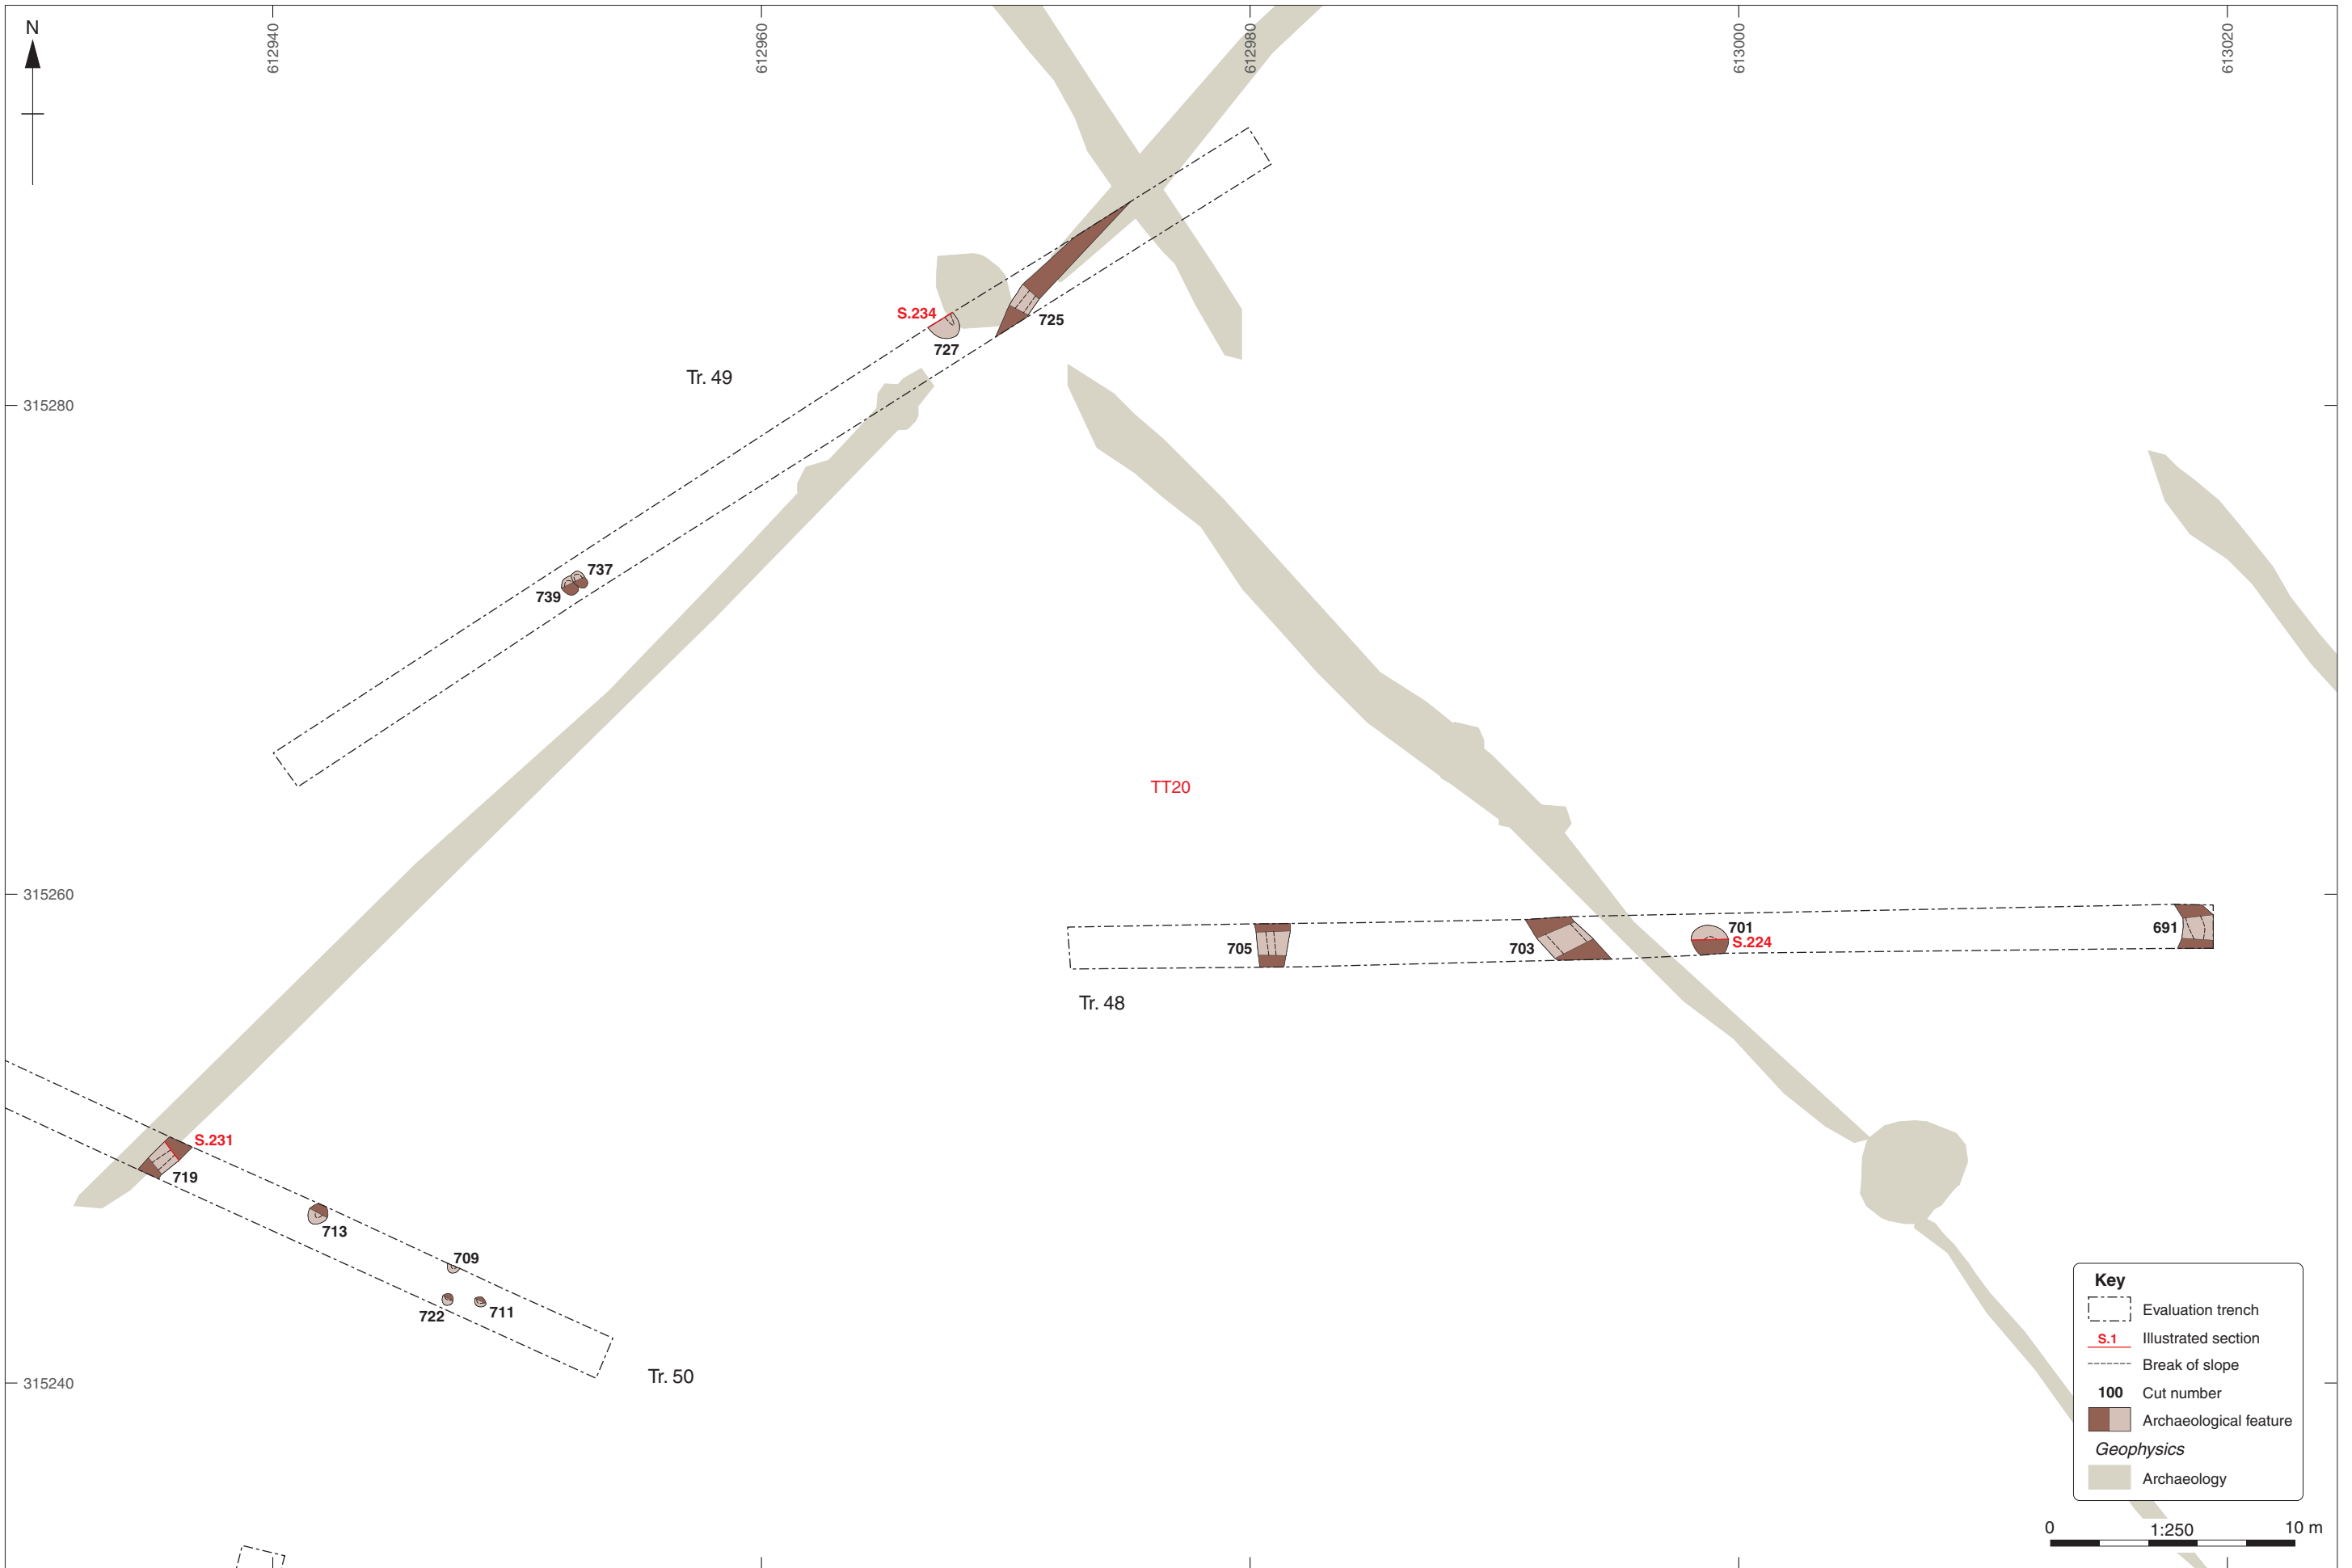 N
612940
612960
612980
613000
613020
S.234
725
727
Tr. 49
315280
737
739
TT20
315260
701
691
705
703
S.224
Tr. 48
S.231
719
713
709
722
711
Tr. 50
315240
Key
Evaluation trench
S.1 Illustrated section
Break of slope
100 Cut number
Archaeological feature
Geophysics
Archaeology
0 1:250 10 m